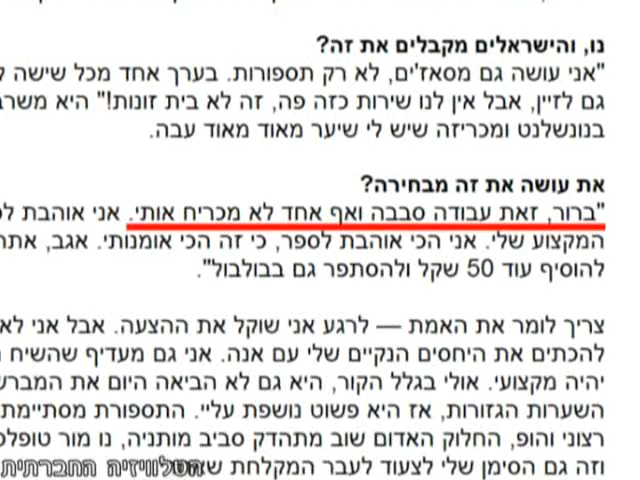 נו, והישראלים מקבלים את זה?
"אני עושה גם מסאז'ים, לא רק תספורות. בערך אחד מכל שישה
גם לזיין, אבל אין לנו שירות כזה פה, זה לא בית זונות!" היא
בנונשלנט ומכריזה שיש לי שיער מאוד מאוד עבה.
את עושה את זה מבחירה?
"ברור, זאת עבודה סבבה ואף אחד לא מכריח אותי. אני אוהבת
המקצוע שלי. אני הכי אוהבת לספר, כי זה הכי אומנותי. אגב,
להוסיף עוד 50 שקל ולהסתפר גם בבולבול".
צריך לומר את האמת — לרגע אני שוקל את ההצעה. אבל אני לא
להכתים את היחסים הנקיים שלי עם אנה. אני גם מעדיף שהשיח
יהיה מקצועי. אולי בגלל הקור, היא גם לא הביאה היום את
השערות הגזורות, אז היא פשוט נושפת עליי. התספורת מסתיימת
רצוני והופ, החלוק האדום שוב מתהדק סביב מותניה, נו מור
וזה גם הסימן שלי לצעוד לעבר המקלחת
הטלוויזיה החברתית